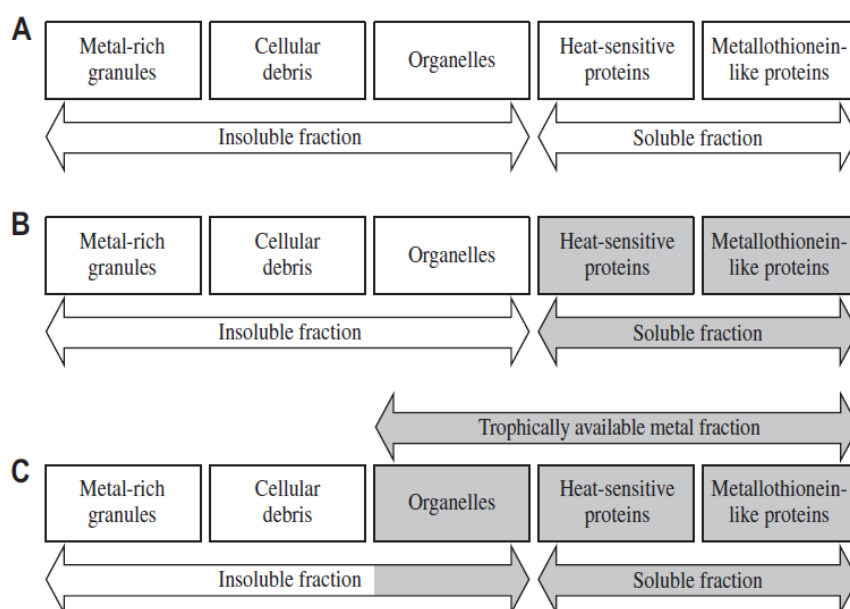 A
Metal-rich
granules
Cellular
debris
Organelles
Heat-sensitive
proteins
Metallothionein-
like proteins
Insoluble fraction
Soluble fraction
B
Metal-rich
granules
Cellular
debris
Organelles
Heat-sensitive
proteins
Metallothionein-
like proteins
Insoluble fraction
Soluble fraction
Trophically available metal fraction
C
Metal-rich
granules
Cellular
debris
Organelles
Heat-sensitive
proteins
Metallothionein-
like proteins
Insoluble fraction
Soluble fraction